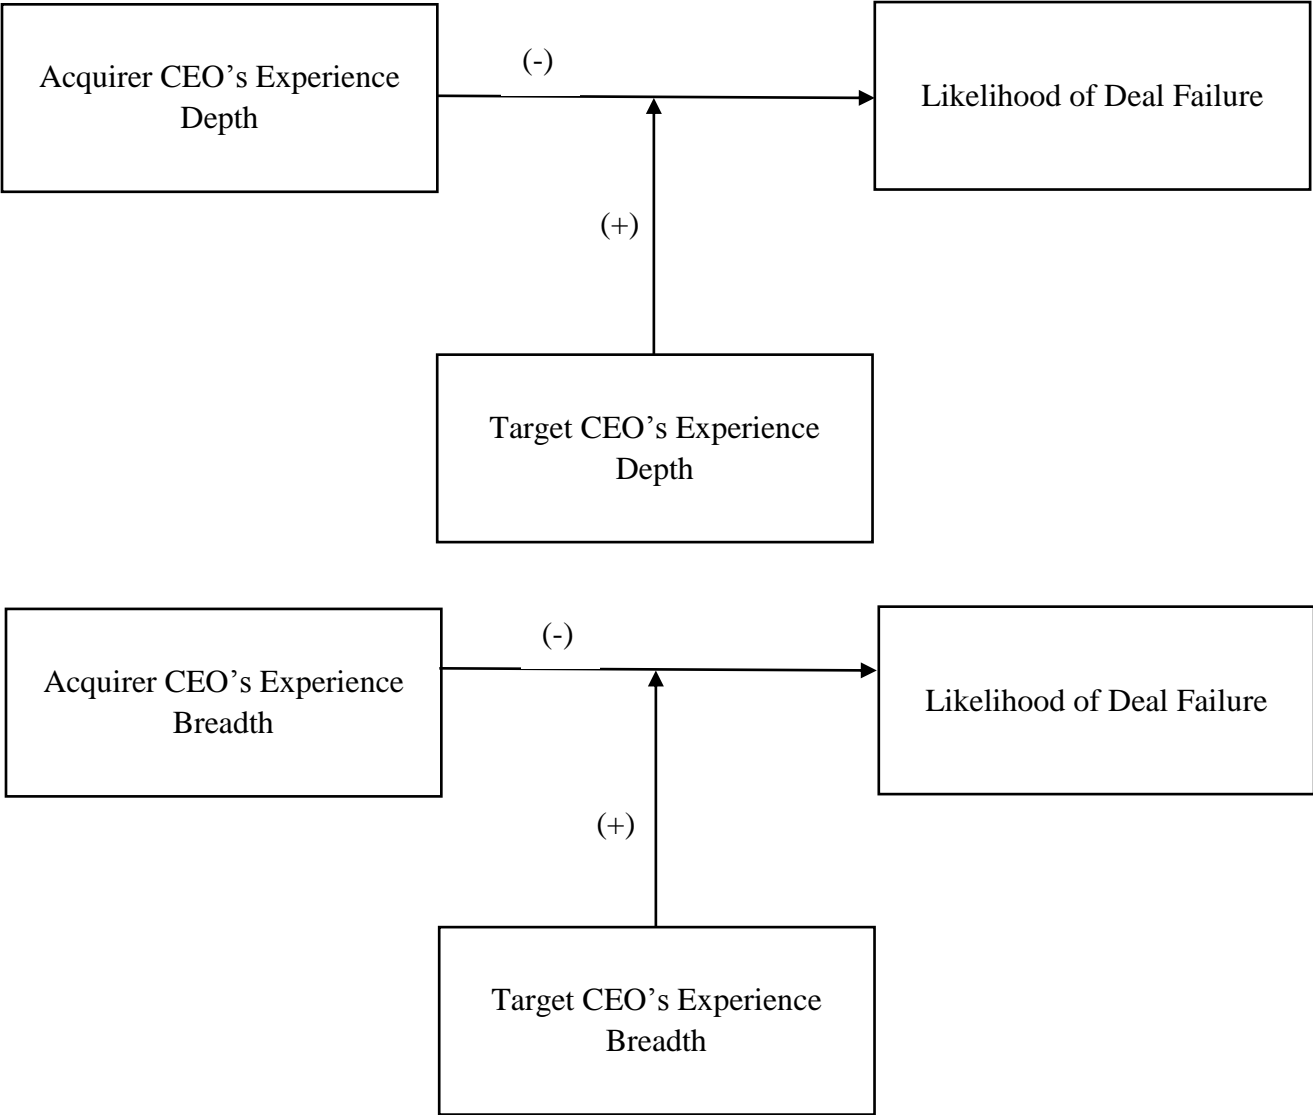 (-)
Acquirer CEO’s Experience
Depth
Likelihood of Deal Failure
(+)
Target CEO’s Experience
Depth
(-)
Acquirer CEO’s Experience
Breadth
Likelihood of Deal Failure
(+)
Target CEO’s Experience
Breadth